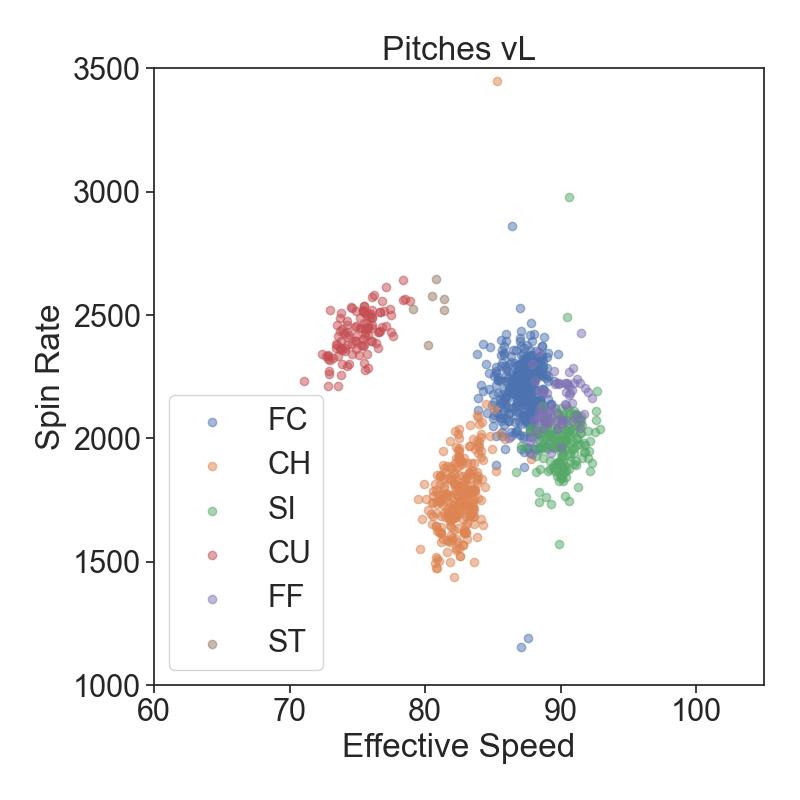 Pitches vL
3500
3000
2500
2000
1500
1000
Spin Rate
FC
CH
SI
CU
FF
ST
60 70 80 90 100
Effective Speed